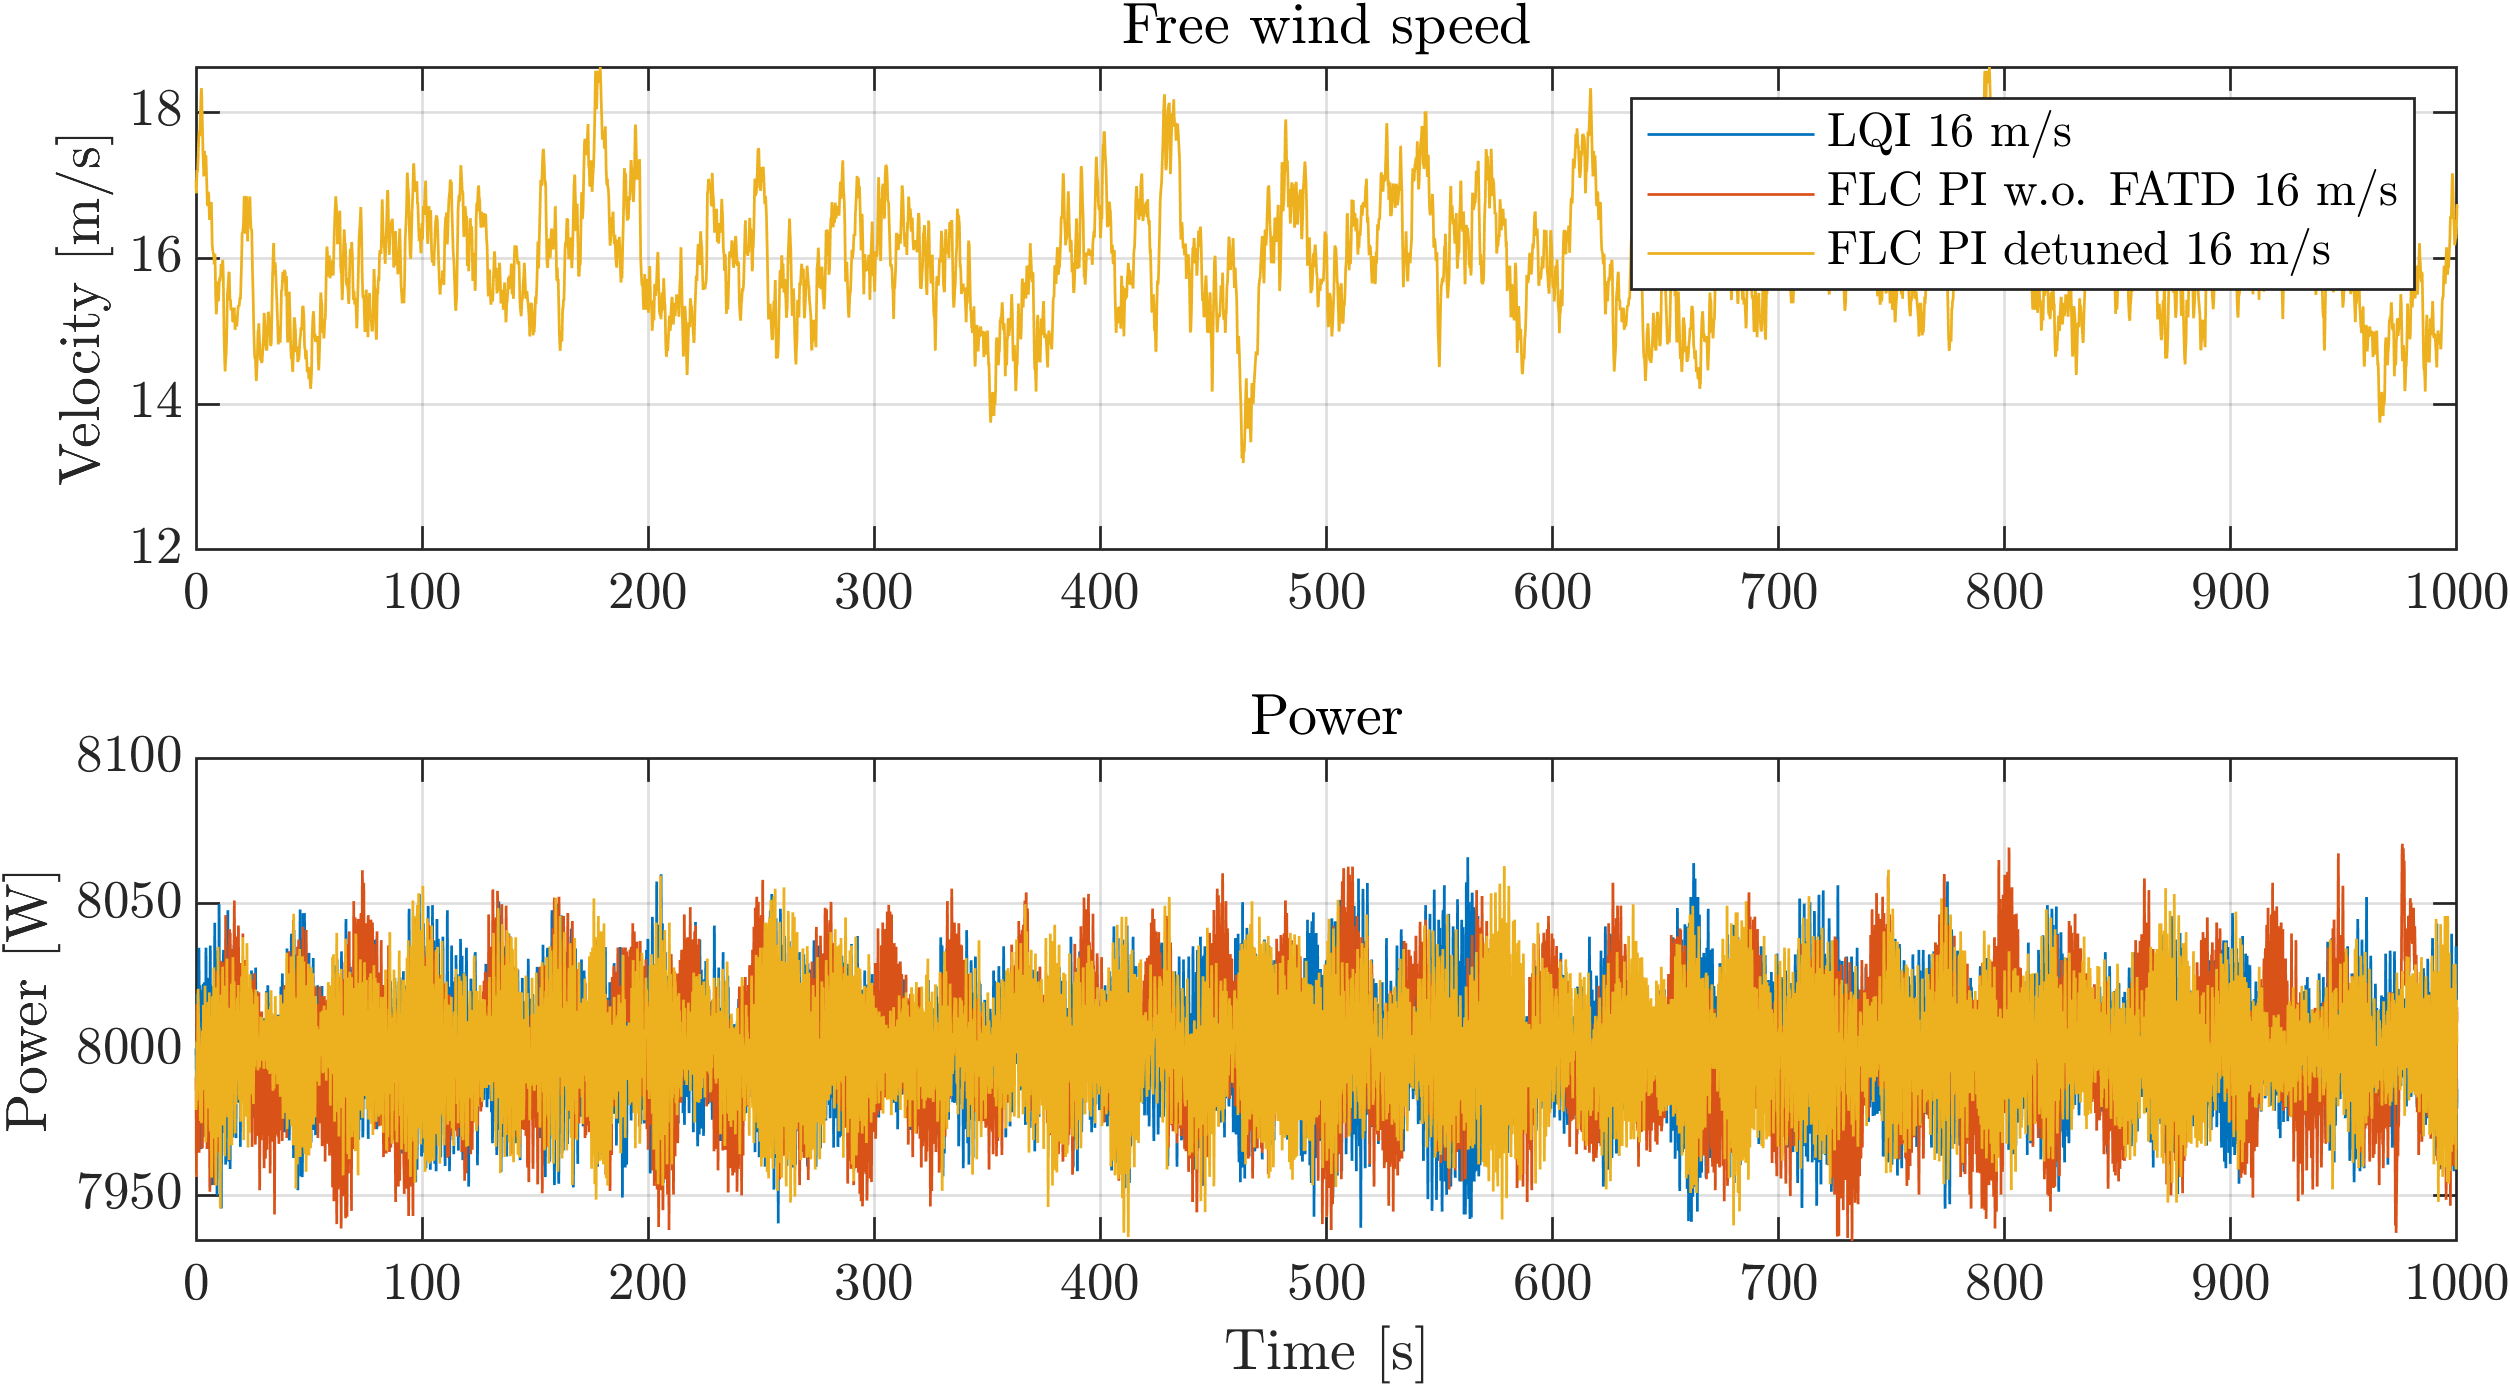 Free wind speed
Velocity [m/s]
18
16
14
12
LQI 16 m/s
FLC PI w.o. FATD 16 m/s
FLC PI detuned 16 m/s
0 100 200 300 400 500 600 700 800 900 1000
Power
Power [W]
8100
8050
8000
7950
0 100 200 300 400 500 600 700 800 900 1000
Time [s]